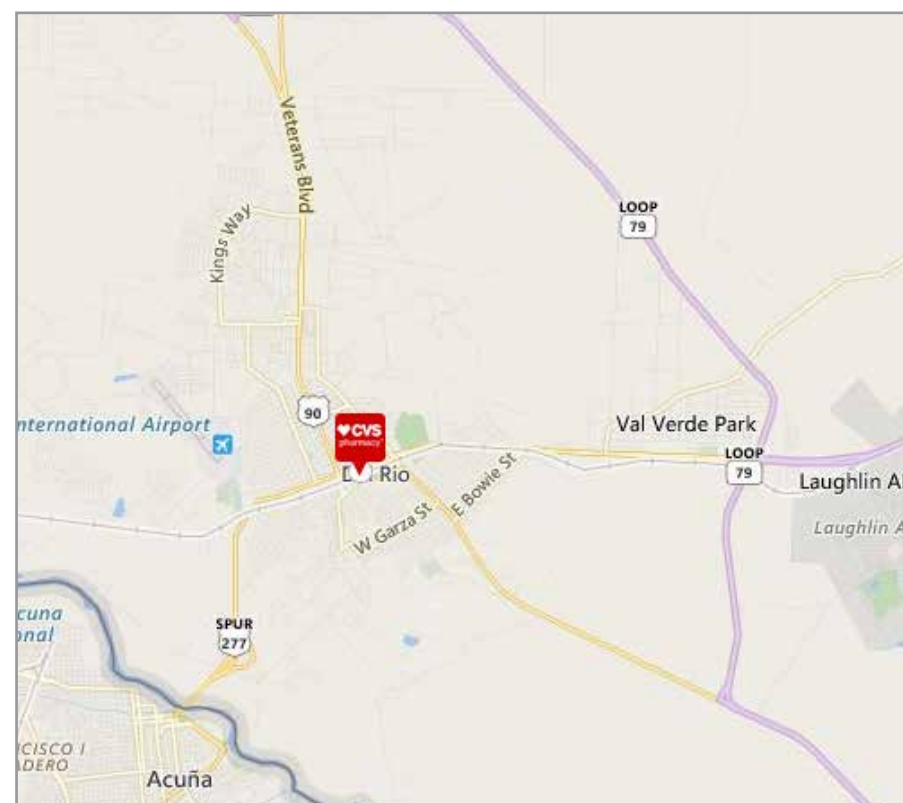 Veterans Blvd
Kings Way
LOOP
79
90
CVS
pharmacy
nternational Airport
Val Verde Park
LOOP
79
Rio
E Bowie St
W Garza St
Laughlin A
Laughlin A
SPUR
277
cuna
onal
CISCO I
ADERO
Acuña